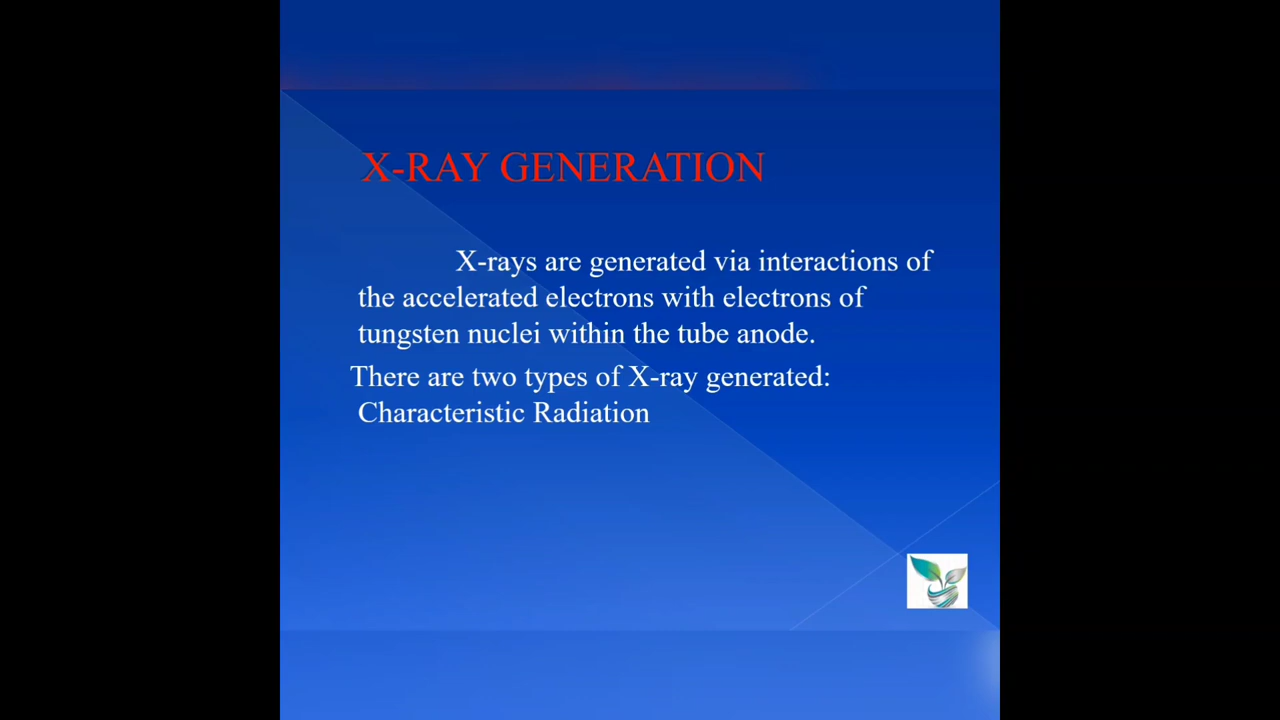 X-RAY GENERATION
X-rays are generated via interactions of
the accelerated electrons with electrons of
tungsten nuclei within the tube anode.
There are two types of X-ray generated:
Characteristic Radiation